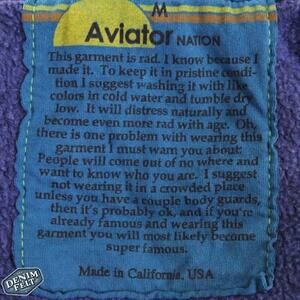 M
Aviator NATION
This garment is rad. I know because I
made it. To keep it in pristine condi-
tion I suggest washing it with like
colors in cold water and tumble dry
low. It will distress naturally and
become even more rad with age. Oh,
there is one problem with wearing this
garment I must warn you about:
People will come out of no where and
want to know who you are. I suggest
not wearing it in a crowded place
unless you have a couple body guards,
then it's probably ok, and if you're
already famous and wearing this
garment you will most likely become
super famous.
Made in California, USA
DENIM
FELT